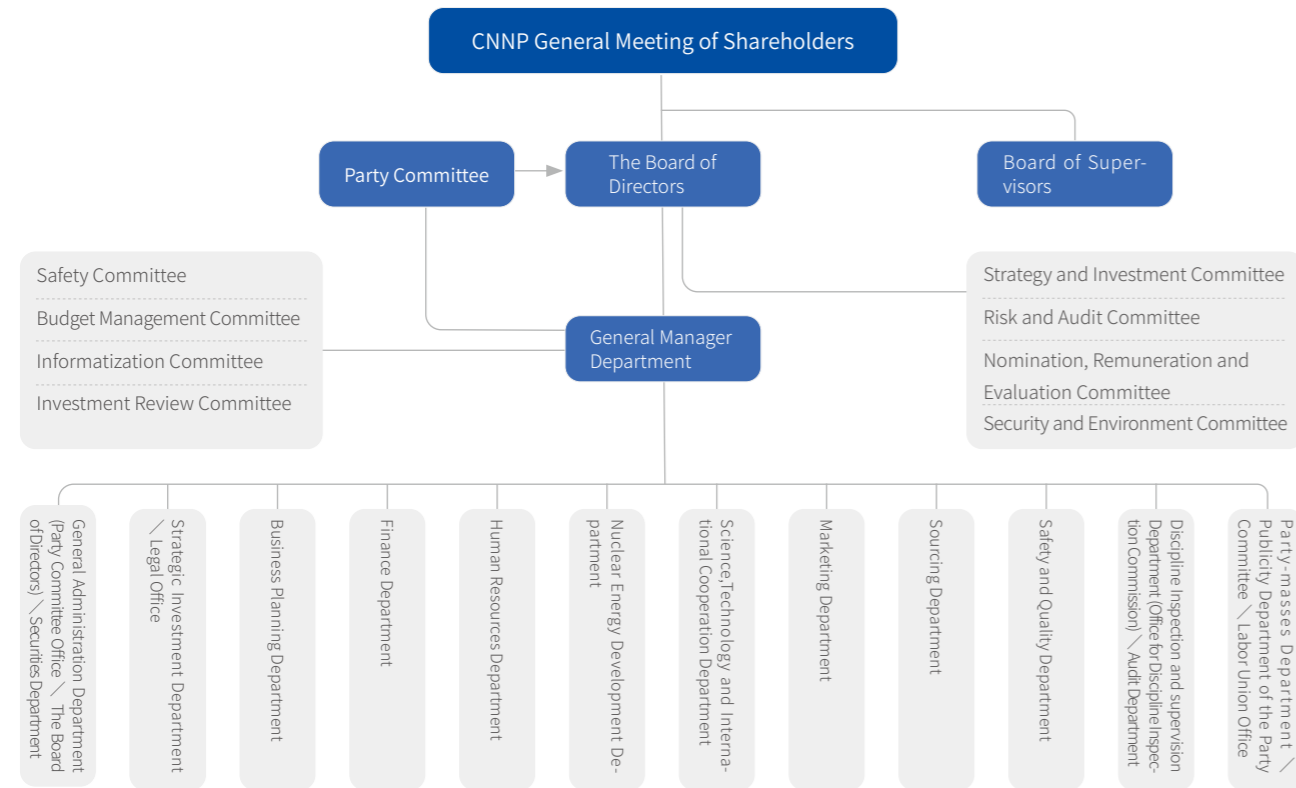 CNNP General Meeting of Shareholders
Party Committee
The Board of
Directors
Board of Super-
visors
Safety Committee
Budget Management Committee
Informatization Committee
Investment Review Committee
General Manager
Department
Strategy and Investment Committee
Risk and Audit Committee
Nomination, Remuneration and
Evaluation Committee
Security and Environment Committee
General Administration Department
(Party Committee Office \ The Board
of Directors) \ Securities Department
Strategic Investment Department
\ Legal Office
Business Planning Department
Finance Department
Human Resources Department
Nuclear Energy Development De-
partment
Science,Technology and Interna-
tional Cooperation Department
Marketing Department
Sourcing Department
Safety and Quality Department
Discipline Inspection and supervision
Department (Office for Discipline Inspec-
tion Commission) \ Audit Department
Party-masses Department \
Publicity Department of the Party
Committee \ Labor Union Office